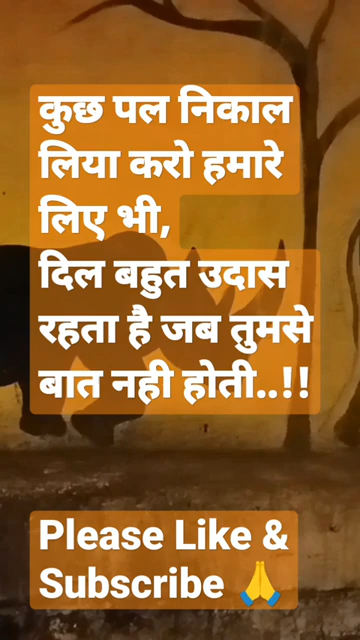 कुछ पल निकाल
लिया करो हमारे
लिए भी,
दिल बहुत उदास
रहता है जब तुमसे
बात नही होती..!!
Please Like &
Subscribe 🙏